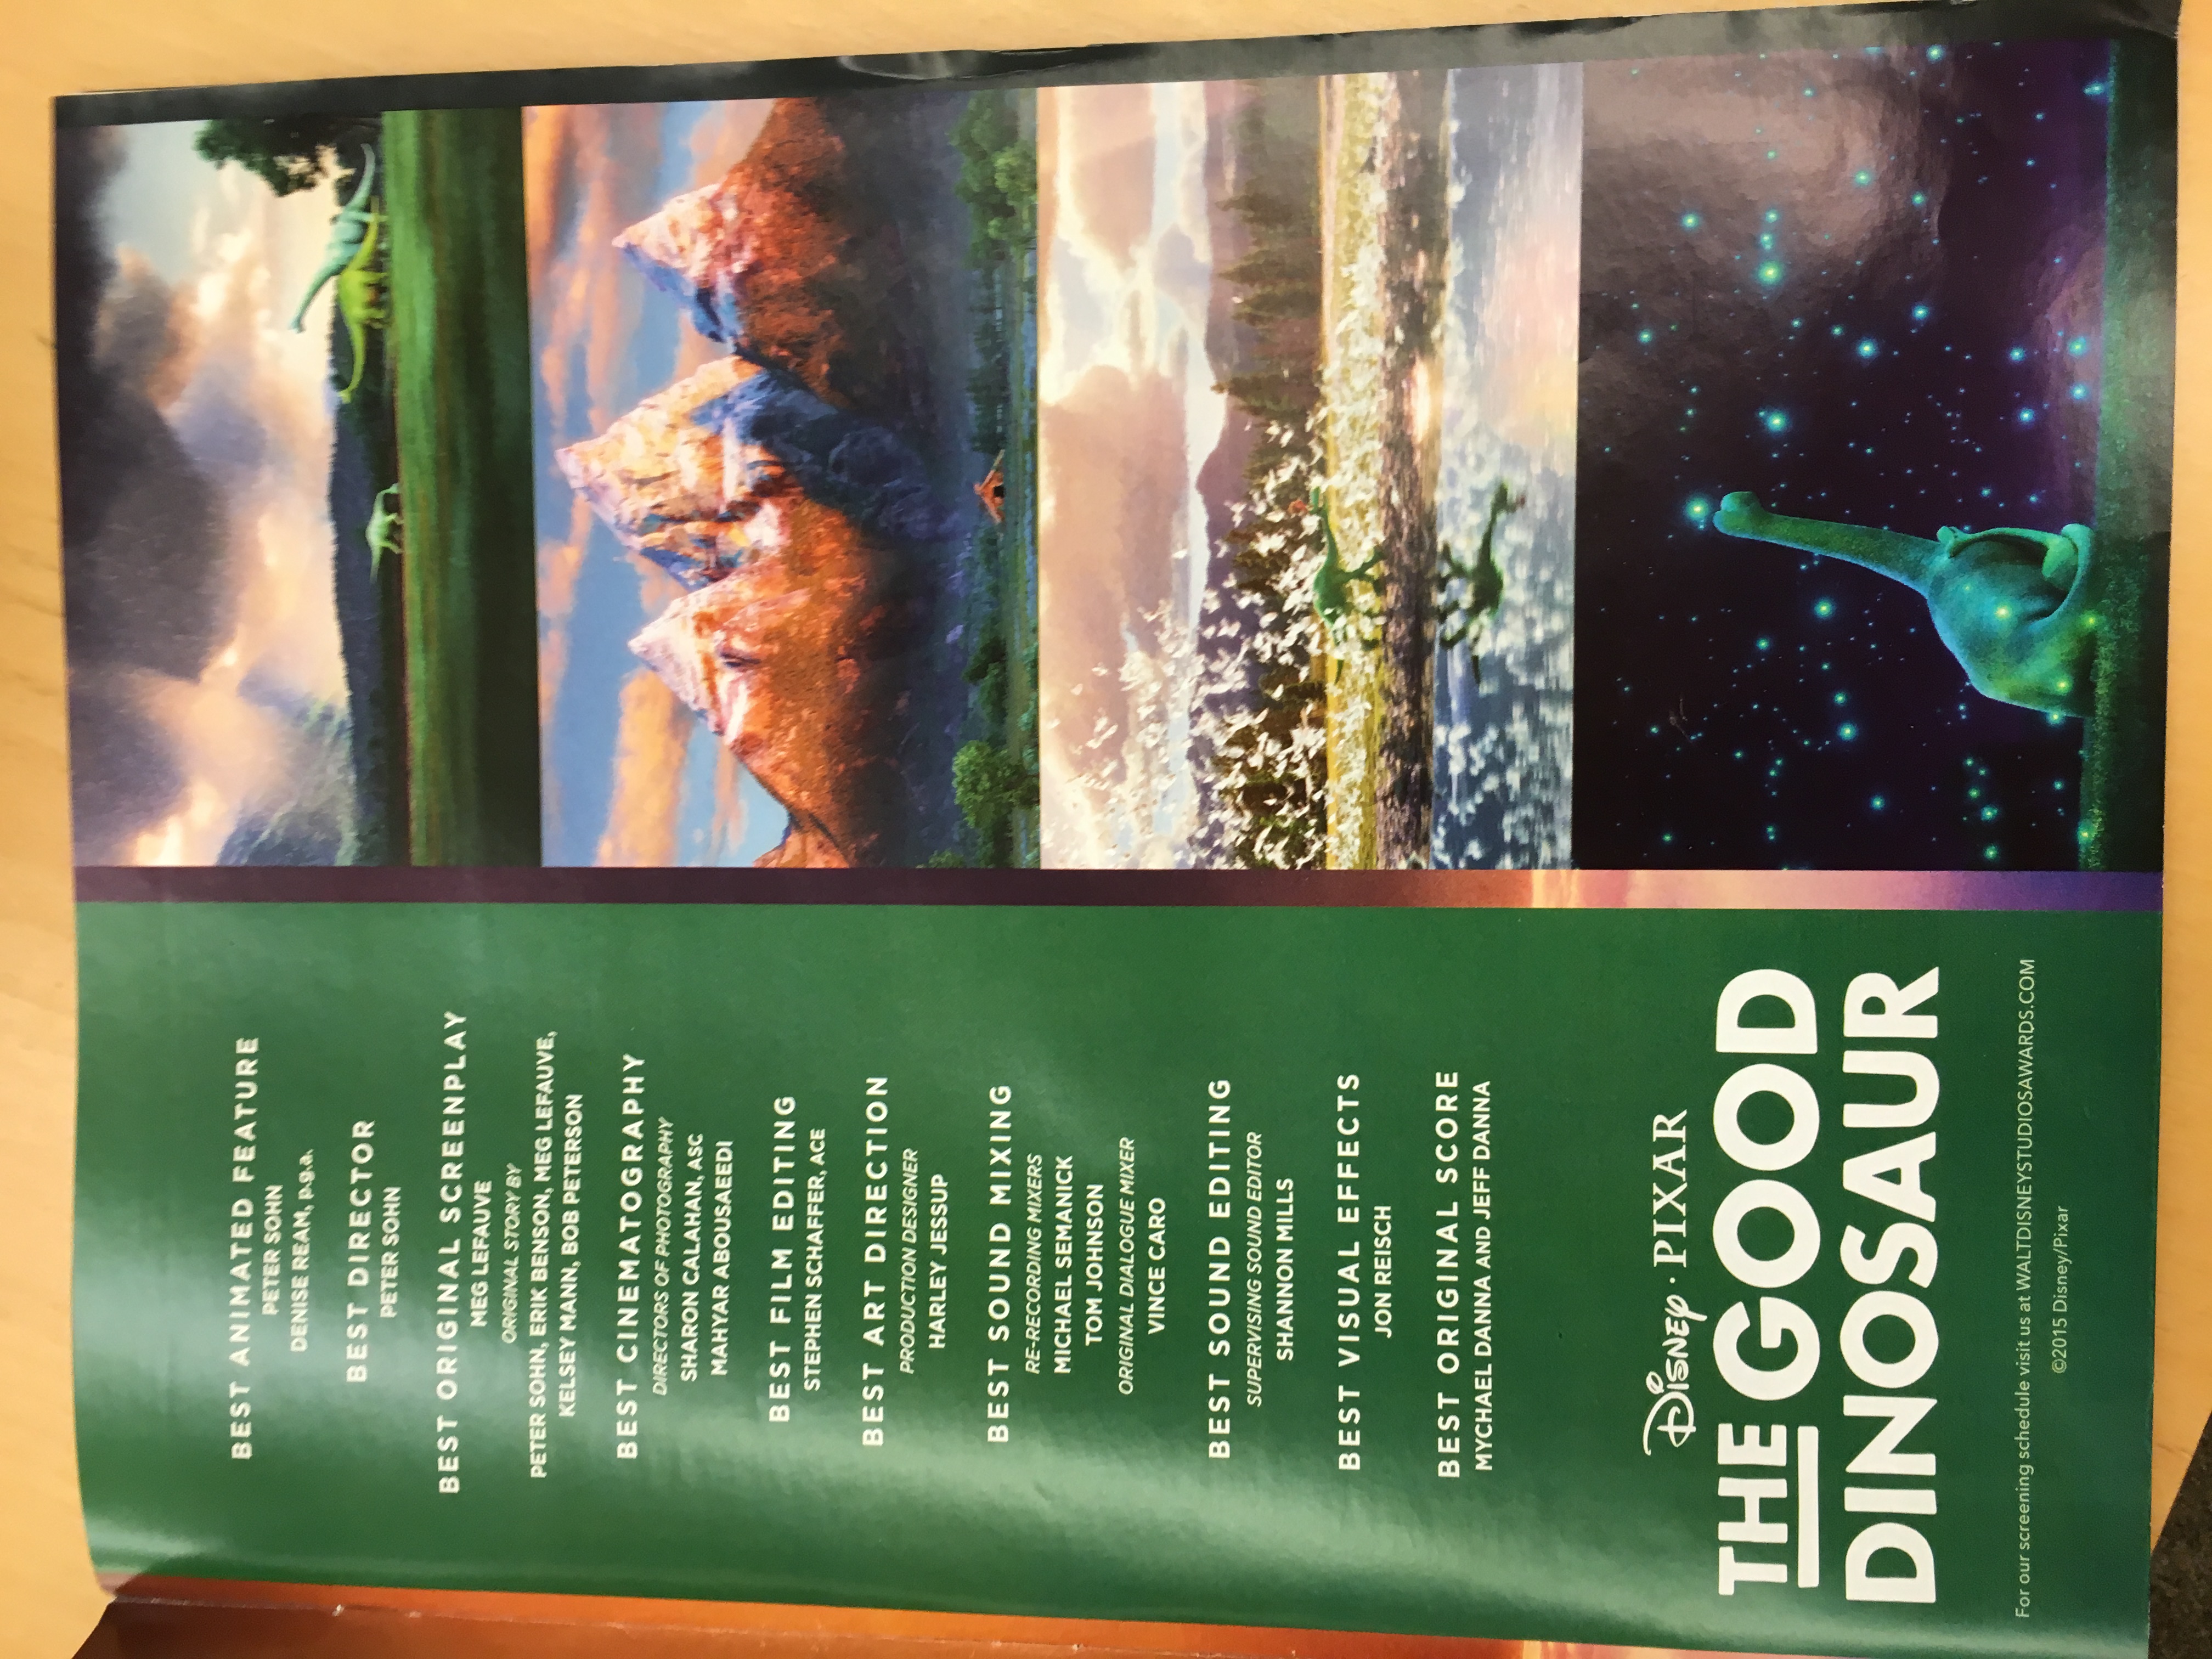 BEST ANIMATED FEATURE
PETER SOHN
DENISE REAM, p.g.a.
BEST DIRECTOR
PETER SOHN
BEST ORIGINAL SCREENPLAY
MEG LEFAUVE
ORIGINAL STORY BY
PETER SOHN, ERIK BENSON, MEG LEFAUVE,
KELSEY MANN, BOB PETERSON
BEST CINEMATOGRAPHY
DIRECTORS OF PHOTOGRAPHY
SHARON CALAHAN, ASC
MAHYAR ABOUSAEEDI
BEST FILM EDITING
STEPHEN SCHAFFER, ACE
BEST ART DIRECTION
PRODUCTION DESIGNER
HARLEY JESSUP
BEST SOUND MIXING
RE-RECORDING MIXERS
MICHAEL SEMANICK
TOM JOHNSON
ORIGINAL DIALOGUE MIXER
VINCE CARO
BEST SOUND EDITING
SUPERVISING SOUND EDITOR
SHANNON MILLS
BEST VISUAL EFFECTS
JON REISCH
BEST ORIGINAL SCORE
MYCHAEL DANNA AND JEFF DANNA
DISNEY · PIXAR
THE GOOD
DINOSAUR
For our screening schedule visit us at WALTDISNEYSTUDIOSAWARDS.COM
©2015 Disney/Pixar